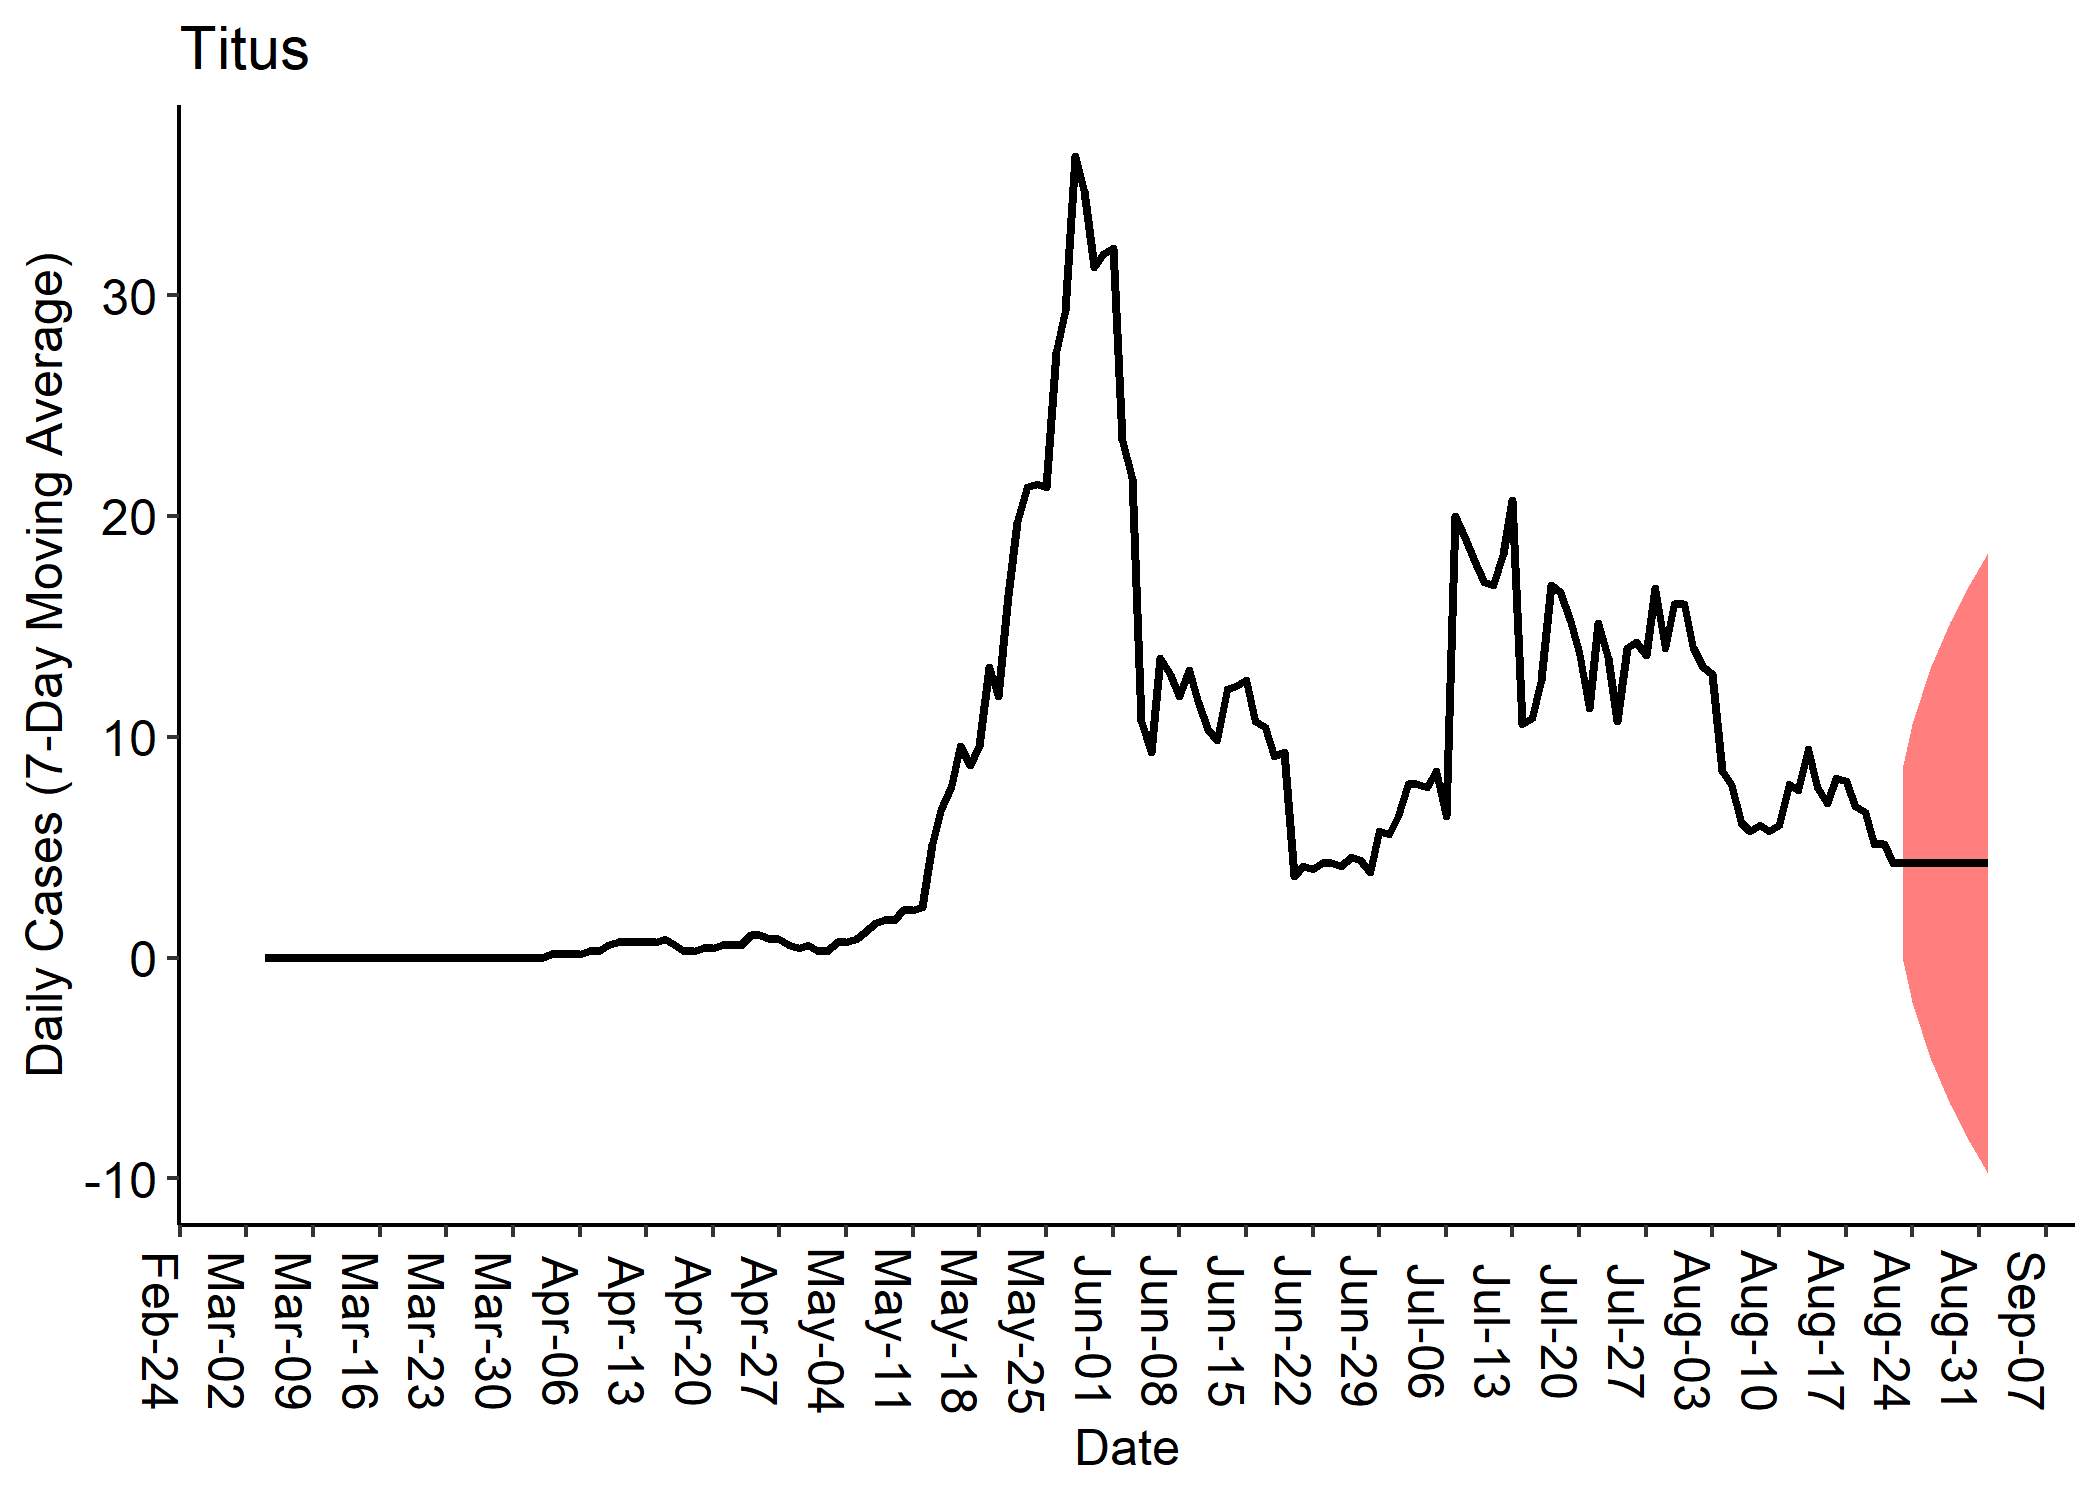 Titus
Daily Cases (7-Day Moving Average)
30
20
10
0
-10
Feb-24
Mar-02
Mar-09
Mar-16
Mar-23
Mar-30
Apr-06
Apr-13
Apr-20
Apr-27
May-04
May-11
May-18
May-25
Jun-01
Jun-08
Jun-15
Jun-22
Jun-29
Jul-06
Jul-13
Jul-20
Jul-27
Aug-03
Aug-10
Aug-17
Aug-24
Aug-31
Sep-07
Date